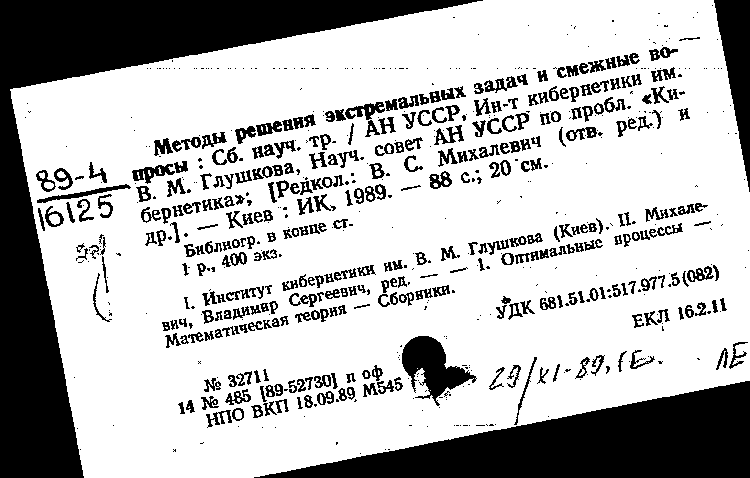 Методы решения экстремальных задач и смежные во-
просы : Сб. науч. тр. / АН УССР, Ин-т кибернетики им.
В. М. Глушкова, Науч. совет АН УССР по пробл. «Ки-
бернетика»; [Редкол.: В. С. Михалевич (отв. ред.) и
др.]. — Киев : ИК, 1989. — 88 с.; 20 см.
89-4
16125
Библиогр. в конце ст.
1 р., 400 экз.
I. Институт кибернетики им. В. М. Глушкова (Киев). II. Михале-
вич, Владимир Сергеевич, ред. — — 1. Оптимальные процессы —
Математическая теория — Сборники.
УДК 681.51.01:517.977.5(082)
ЕКЛ 16.2.11
№ 32711
14 № 485 [89-52730] п оф
НПО ВКП 18.09.89 М545
29/XI-89.
ЛЕ